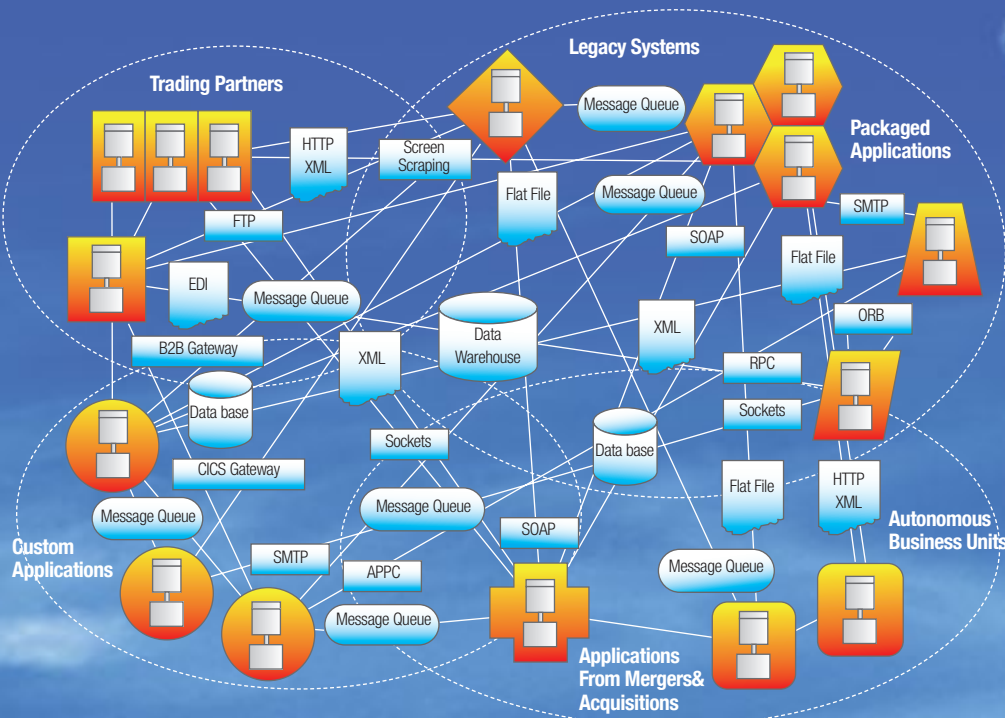 Legacy Systems
Trading Partners
Message Queue
Packaged
Applications
HTTP
XML
Screen
Scraping
Flat File
Message Queue
SMTP
FTP
SOAP
Flat File
EDI
Message Queue
ORB
Data
Warehouse
XML
B2B Gateway
XML
RPC
Data base
Sockets
Sockets
Data base
CICS Gateway
Flat File
HTTP
XML
Message Queue
Message Queue
Autonomous
Business Units
SOAP
Custom
Applications
SMTP
APPC
Message Queue
Message Queue
Applications
From Mergers&
Acquisitions